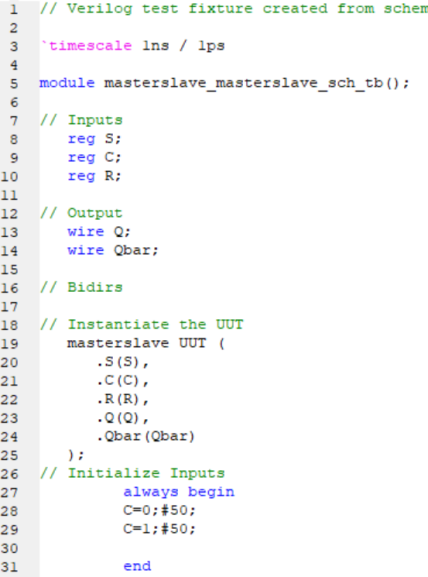 1 // Verilog test fixture created from schem
2
3 `timescale 1ns / 1ps
4
5 module masterslave_masterslave_sch_tb();
6
7 // Inputs
8 reg S;
9 reg C;
10 reg R;
11
12 // Output
13 wire Q;
14 wire Qbar;
15
16 // Bidirs
17
18 // Instantiate the UUT
19 masterslave UUT (
20 .S(S),
21 .C(C),
22 .R(R),
23 .Q(Q),
24 .Qbar(Qbar)
25 );
26 // Initialize Inputs
27 always begin
28 C=0;#50;
29 C=1;#50;
30
31 end